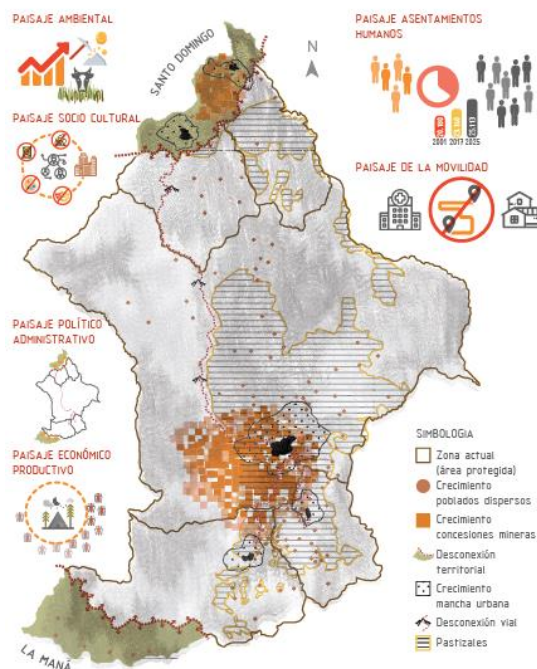 PAISAJE AMBIENTAL
PAISAJE SOCIO CULTURAL
PAISAJE POLÍTICO
ADMINISTRATIVO
PAISAJE ECONÓMICO
PRODUCTIVO
SANTO DOMINGO
N
LA MANÁ
PAISAJE ASENTAMIENTOS
HUMANOS
2001 2017 2025
PAISAJE DE LA MOVILIDAD
SIMBOLOGIA
Zona actual
(área protegida)
Crecimiento
poblados dispersos
Crecimiento
concesiones mineras
Desconexión
territorial
Crecimiento
mancha urbana
Desconexión vial
Pastizales